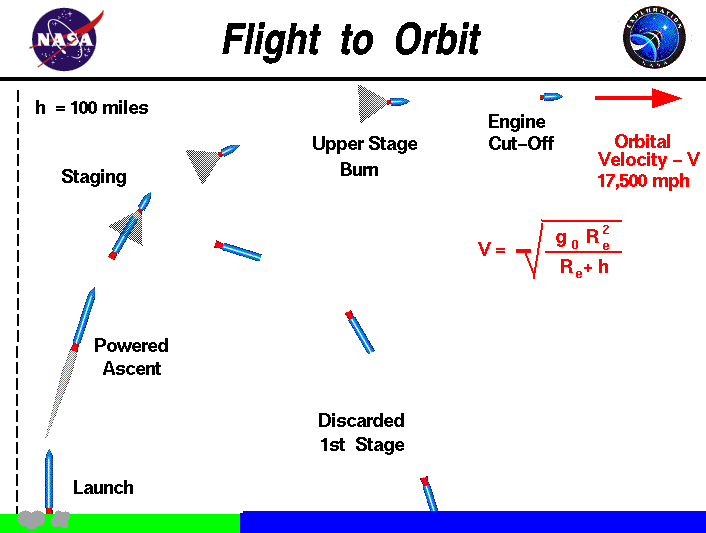 NASA
Flight to Orbit
EXPLORATION
NASA
h = 100 miles
Upper Stage
Burn
Engine
Cut-Off
Orbital
Velocity - V
17,500 mph
Staging
V = √(g₀ Rₑ² / (Rₑ + h))
Powered
Ascent
Discarded
1st Stage
Launch